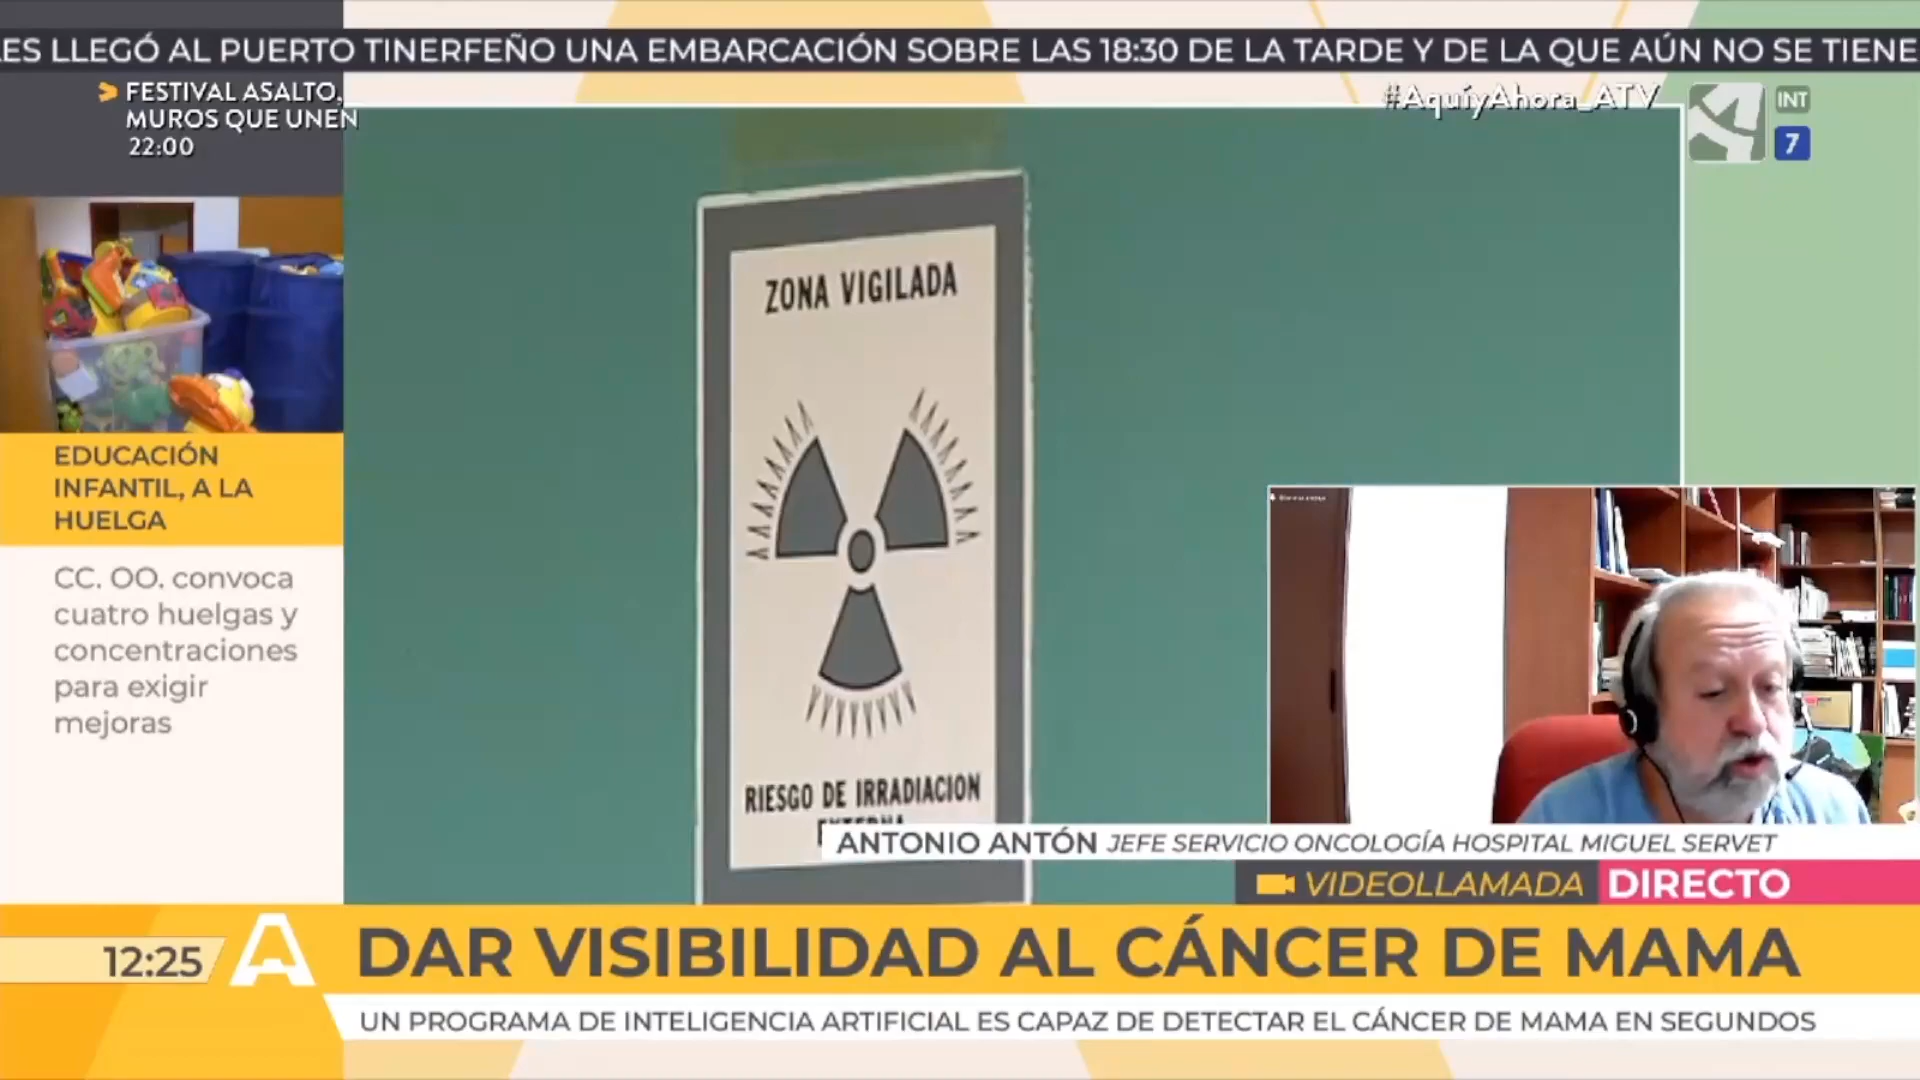 ES LLEGÓ AL PUERTO TINERFEÑO UNA EMBARCACIÓN SOBRE LAS 18:30 DE LA TARDE Y DE LA QUE AÚN NO SE TIENE
FESTIVAL ASALTO,
MUROS QUE UNEN
22:00
#AquíyAhora_ATV
INT
7
ZONA VIGILADA
RIESGO DE IRRADIACION
EDUCACIÓN
INFANTIL, A LA
HUELGA
CC. OO. convoca
cuatro huelgas y
concentraciones
para exigir
mejoras
ANTONIO ANTÓN JEFE SERVICIO ONCOLOGÍA HOSPITAL MIGUEL SERVET
VIDEOLLAMADA DIRECTO
12:25
DAR VISIBILIDAD AL CÁNCER DE MAMA
UN PROGRAMA DE INTELIGENCIA ARTIFICIAL ES CAPAZ DE DETECTAR EL CÁNCER DE MAMA EN SEGUNDOS